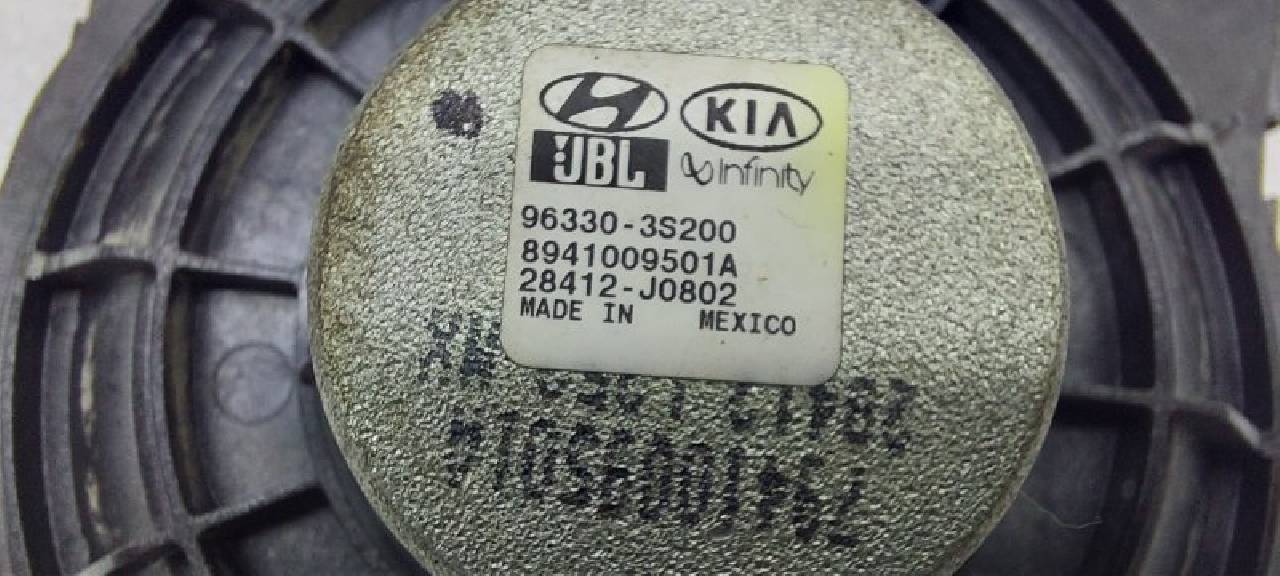 KIA
JBL Infinity
96330-3S200
8941009501A
28412-J0802
MADE IN MEXICO